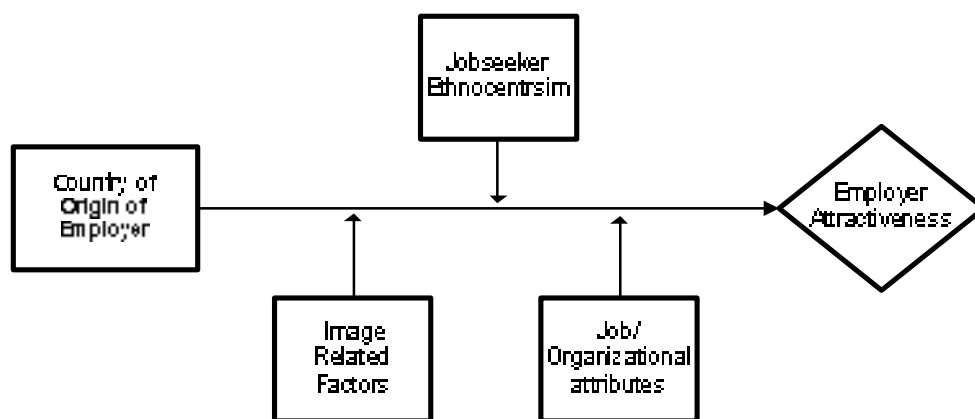 Jobseeker
Ethnocentrsim
Country of
Origin of
Employer
Employer
Attractiveness
Image
Related
Factors
Job/
Organizational
attributes